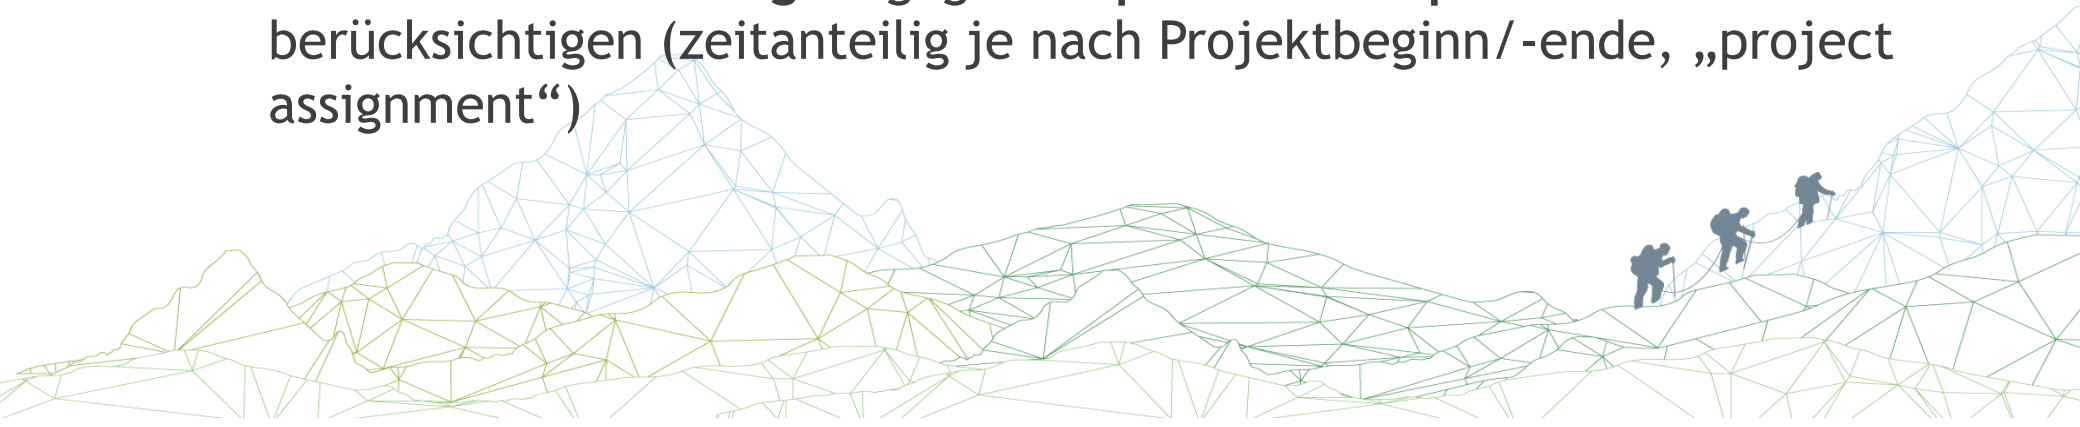 berücksichtigen (zeitanteilig je nach Projektbeginn/-ende, „project
assignment“)